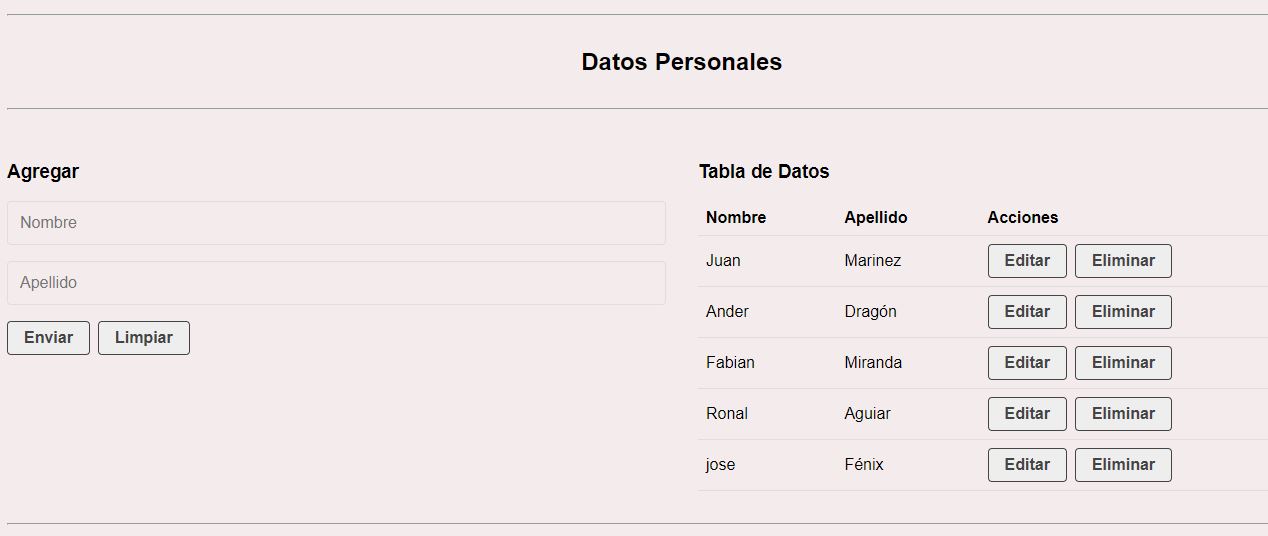 Datos Personales
Agregar
Nombre
Apellido
Enviar Limpiar
Tabla de Datos
Nombre Apellido Acciones
Juan Marinez Editar Eliminar
Ander Dragón Editar Eliminar
Fabian Miranda Editar Eliminar
Ronal Aguiar Editar Eliminar
jose Fénix Editar Eliminar